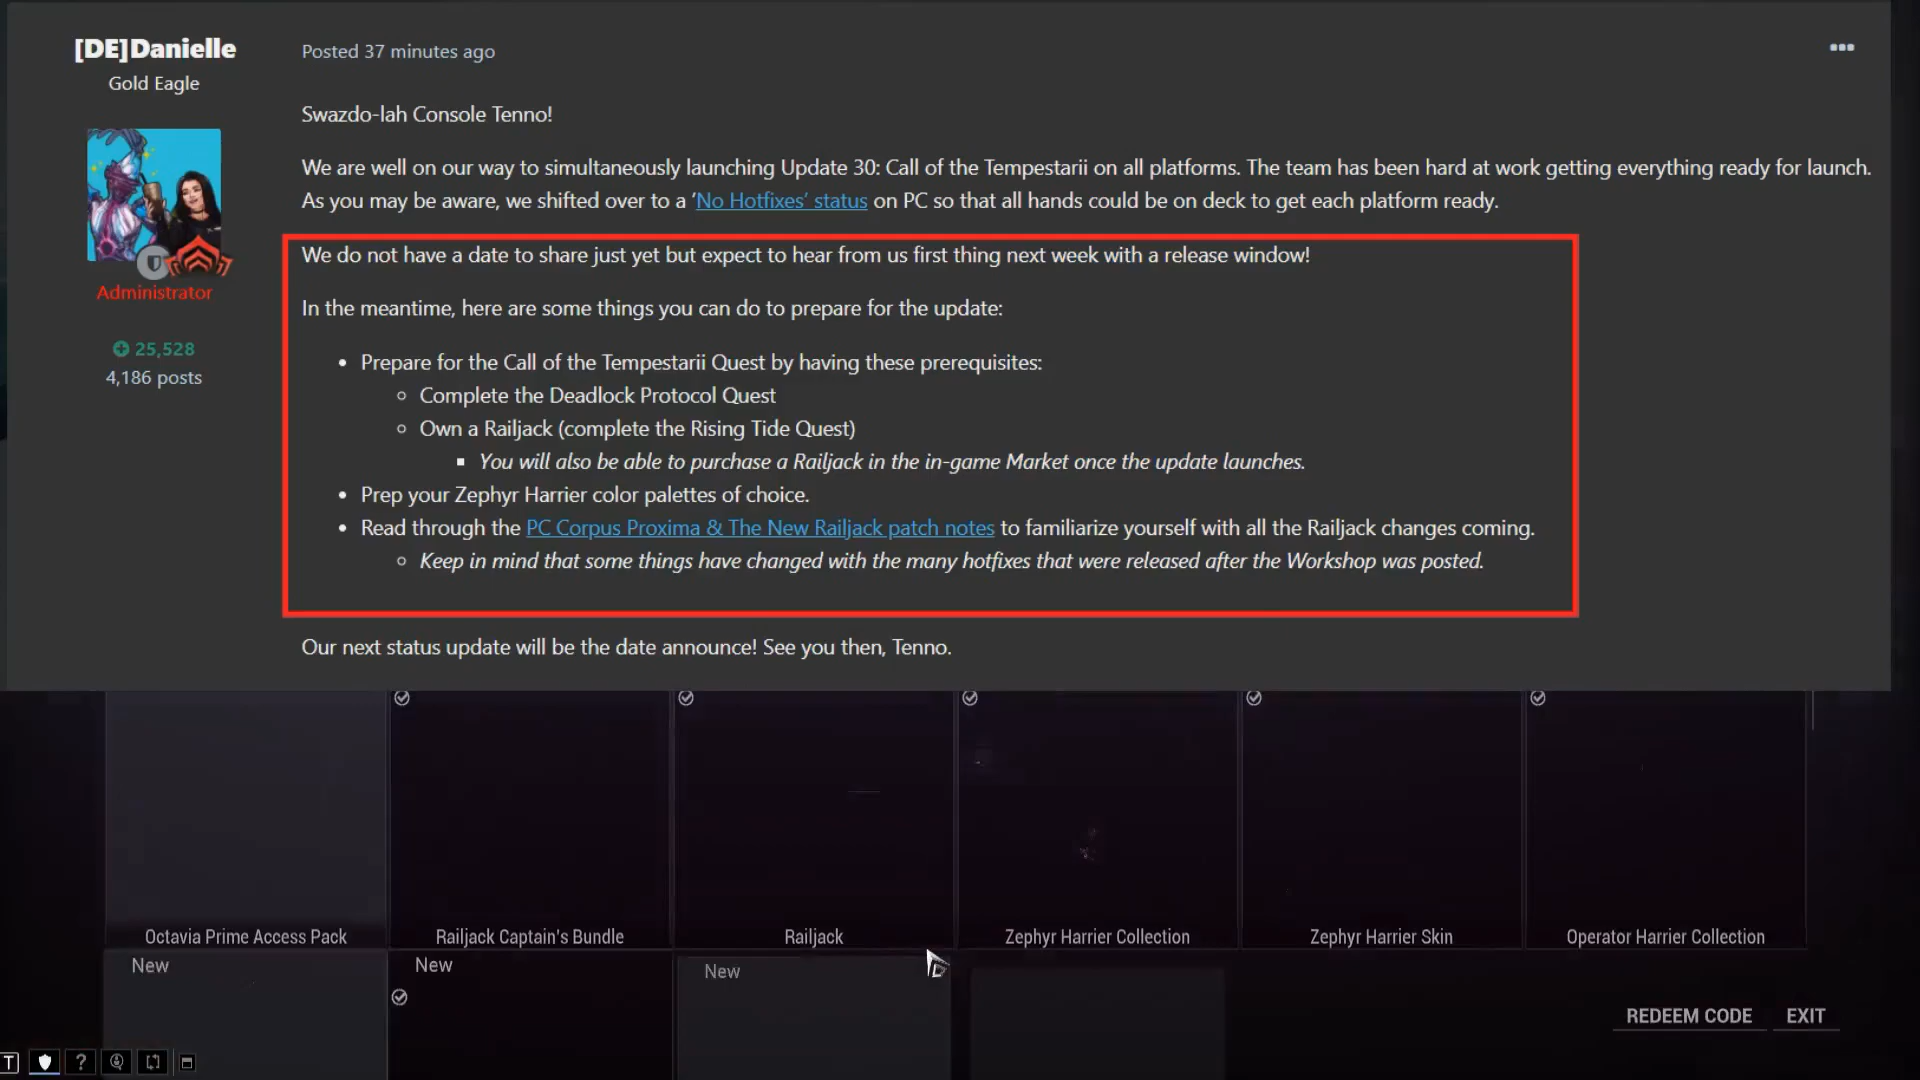 [DE]Danielle
Gold Eagle
Administrator
25,528
4,186 posts
Posted 37 minutes ago
Swazdo-lah Console Tenno!
We are well on our way to simultaneously launching Update 30: Call of the Tempestarii on all platforms. The team has been hard at work getting everything ready for launch.
As you may be aware, we shifted over to a ‘No Hotfixes’ status on PC so that all hands could be on deck to get each platform ready.
We do not have a date to share just yet but expect to hear from us first thing next week with a release window!
In the meantime, here are some things you can do to prepare for the update:
• Prepare for the Call of the Tempestarii Quest by having these prerequisites:
◦ Complete the Deadlock Protocol Quest
◦ Own a Railjack (complete the Rising Tide Quest)
▪ You will also be able to purchase a Railjack in the in-game Market once the update launches.
• Prep your Zephyr Harrier color palettes of choice.
• Read through the PC Corpus Proxima & The New Railjack patch notes to familiarize yourself with all the Railjack changes coming.
◦ Keep in mind that some things have changed with the many hotfixes that were released after the Workshop was posted.
Our next status update will be the date announce! See you then, Tenno.
Octavia Prime Access Pack
Railjack Captain's Bundle
Railjack
Zephyr Harrier Collection
Zephyr Harrier Skin
Operator Harrier Collection
New
New
New
REDEEM CODE
EXIT
T
?